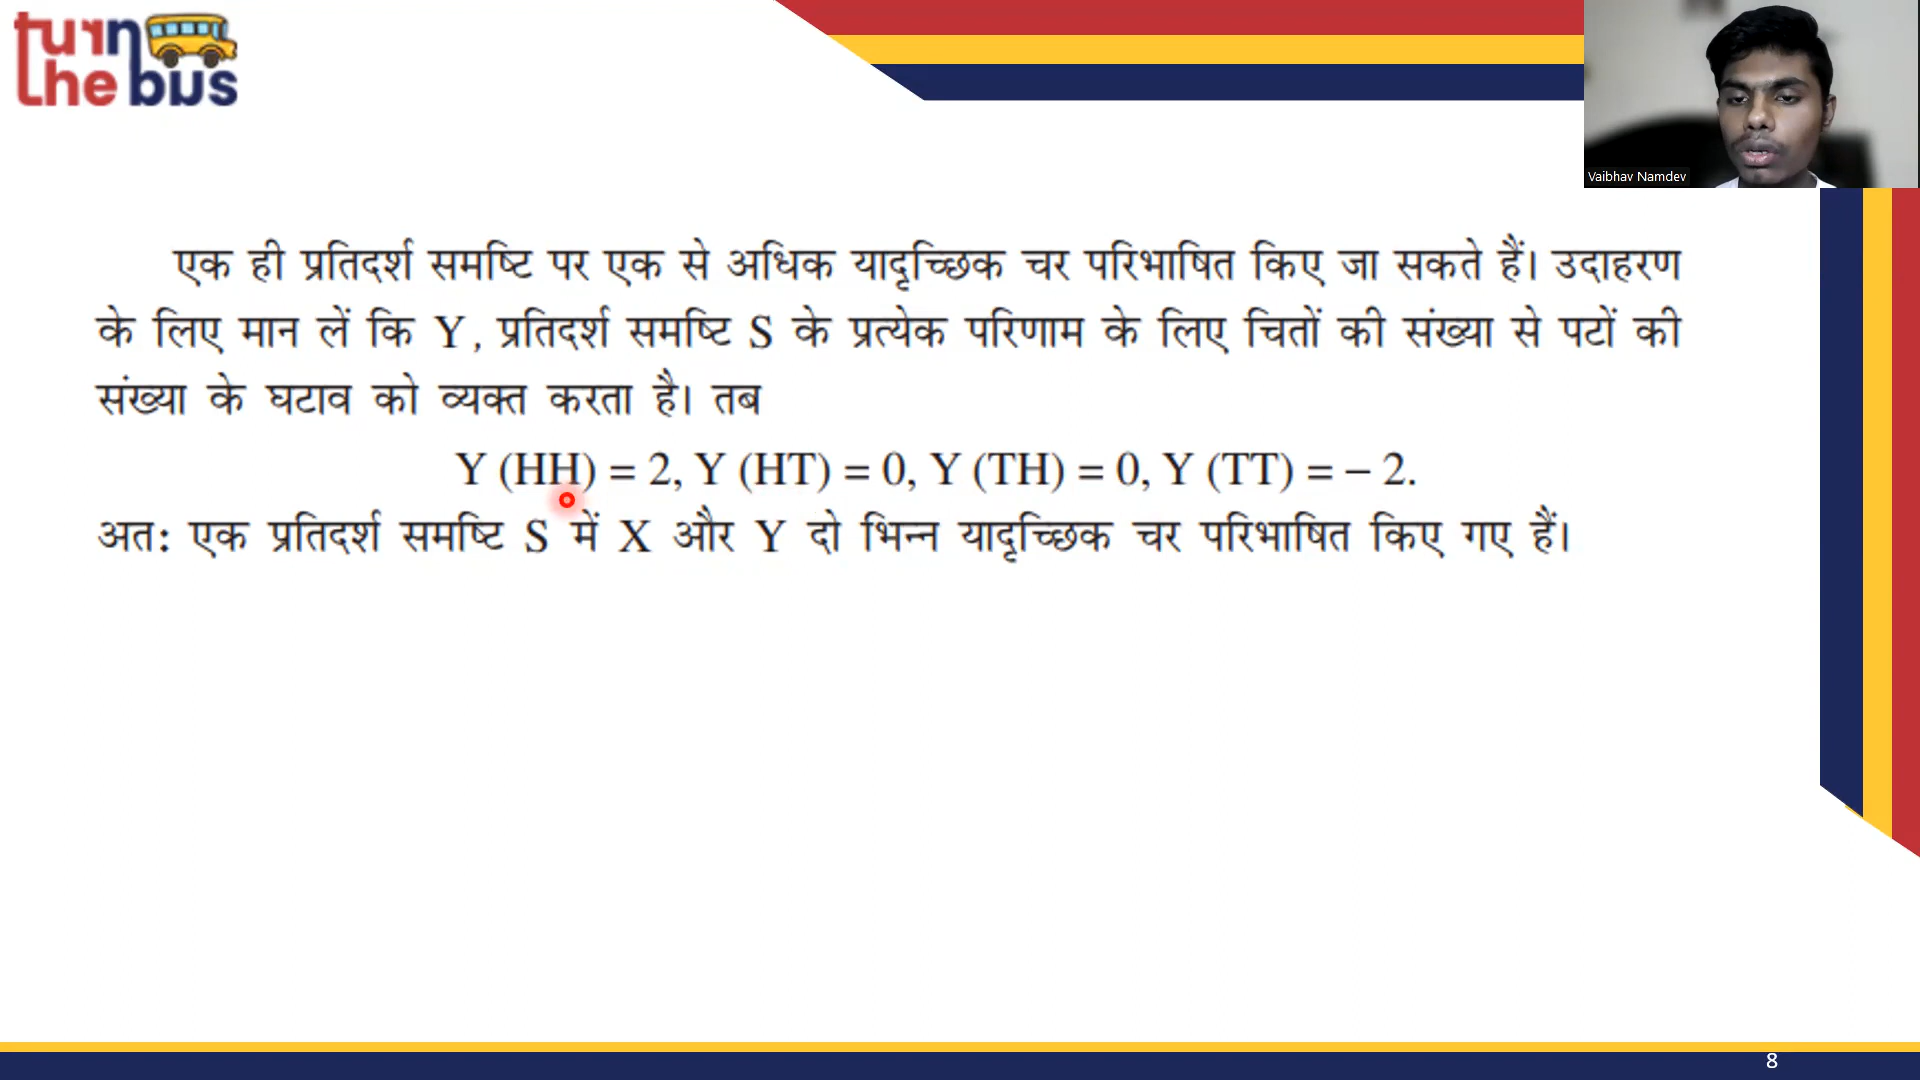 turn
the bus
Vaibhav Namdev
एक ही प्रतिदर्श समष्टि पर एक से अधिक यादृच्छिक चर परिभाषित किए जा सकते हैं। उदाहरण
के लिए मान लें कि Y, प्रतिदर्श समष्टि S के प्रत्येक परिणाम के लिए चितों की संख्या से पटों की
संख्या के घटाव को व्यक्त करता है। तब
Y (HH) = 2, Y (HT) = 0, Y (TH) = 0, Y (TT) = – 2.
अतः एक प्रतिदर्श समष्टि S में X और Y दो भिन्न यादृच्छिक चर परिभाषित किए गए हैं।
8